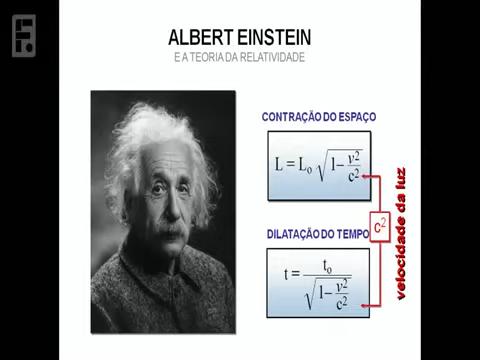 ALBERT EINSTEIN
E A TEORIA DA RELATIVIDADE
CONTRAÇÃO DO ESPAÇO
L = L₀ √(1 – v²/c²)
c²
velocidade da luz
DILATAÇÃO DO TEMPO
t = t₀ / √(1 – v²/c²)